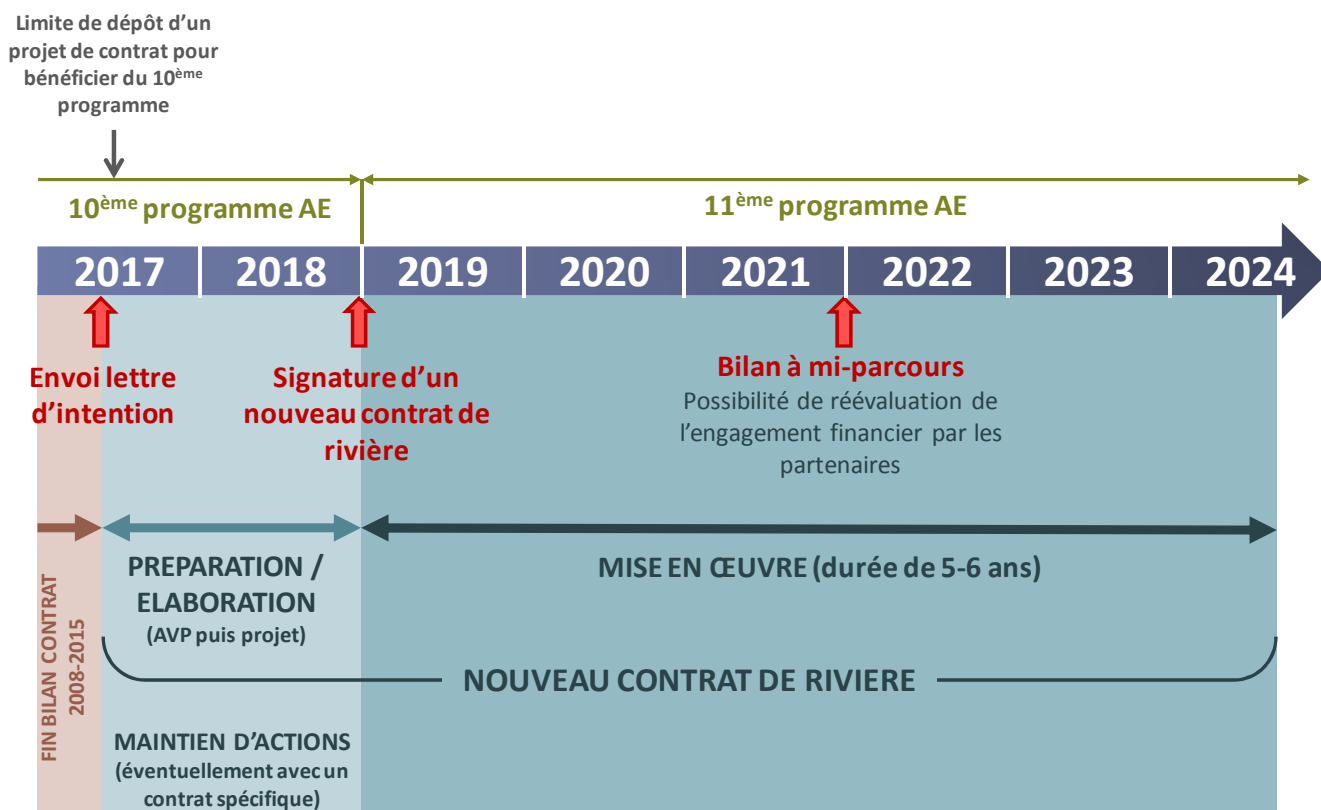 Limite de dépôt d’un
projet de contrat pour
bénéficier du 10ème
programme
10ème programme AE
11ème programme AE
2017
2018
2019
2020
2021
2022
2023
2024
Envoi lettre
d’intention
Signature d’un
nouveau contrat de
rivière
Bilan à mi-parcours
Possibilité de réévaluation de
l’engagement financier par les
partenaires
FIN BILAN CONTRAT
2008-2015
PREPARATION /
ELABORATION
(AVP puis projet)
MISE EN ŒUVRE (durée de 5-6 ans)
NOUVEAU CONTRAT DE RIVIERE
MAINTIEN D’ACTIONS
(éventuellement avec un
contrat spécifique)